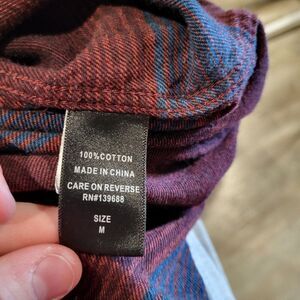 100%COTTON
MADE IN CHINA
CARE ON REVERSE
RN#139688
SIZE
M